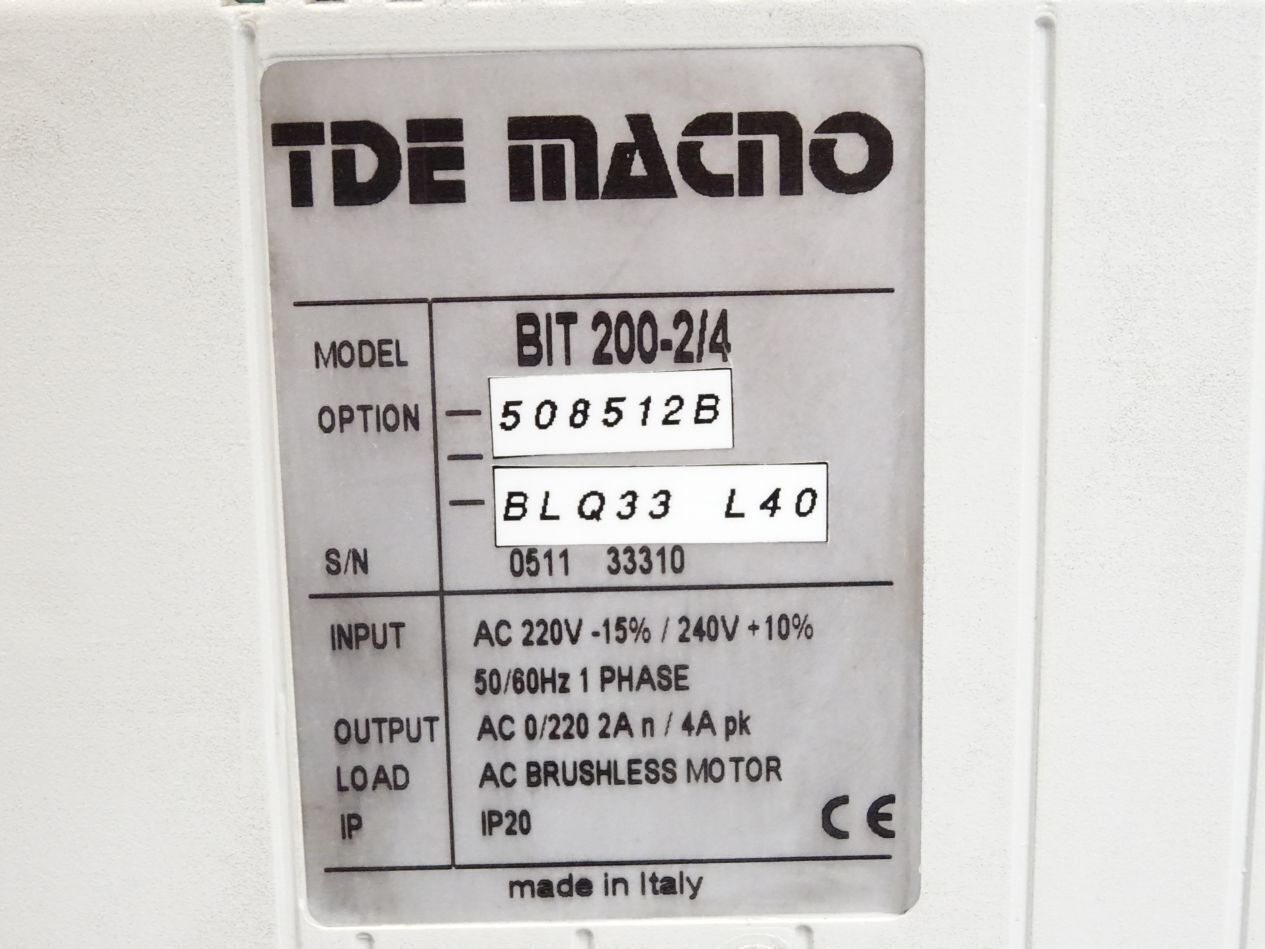 TDE MACNO
MODEL BIT 200-2/4
OPTION — 508512B
—
— BLQ33 L40
S/N 0511 33310
INPUT AC 220V -15% / 240V +10%
50/60Hz 1 PHASE
OUTPUT AC 0/220 2A n / 4A pk
LOAD AC BRUSHLESS MOTOR
IP IP20
CE
made in Italy